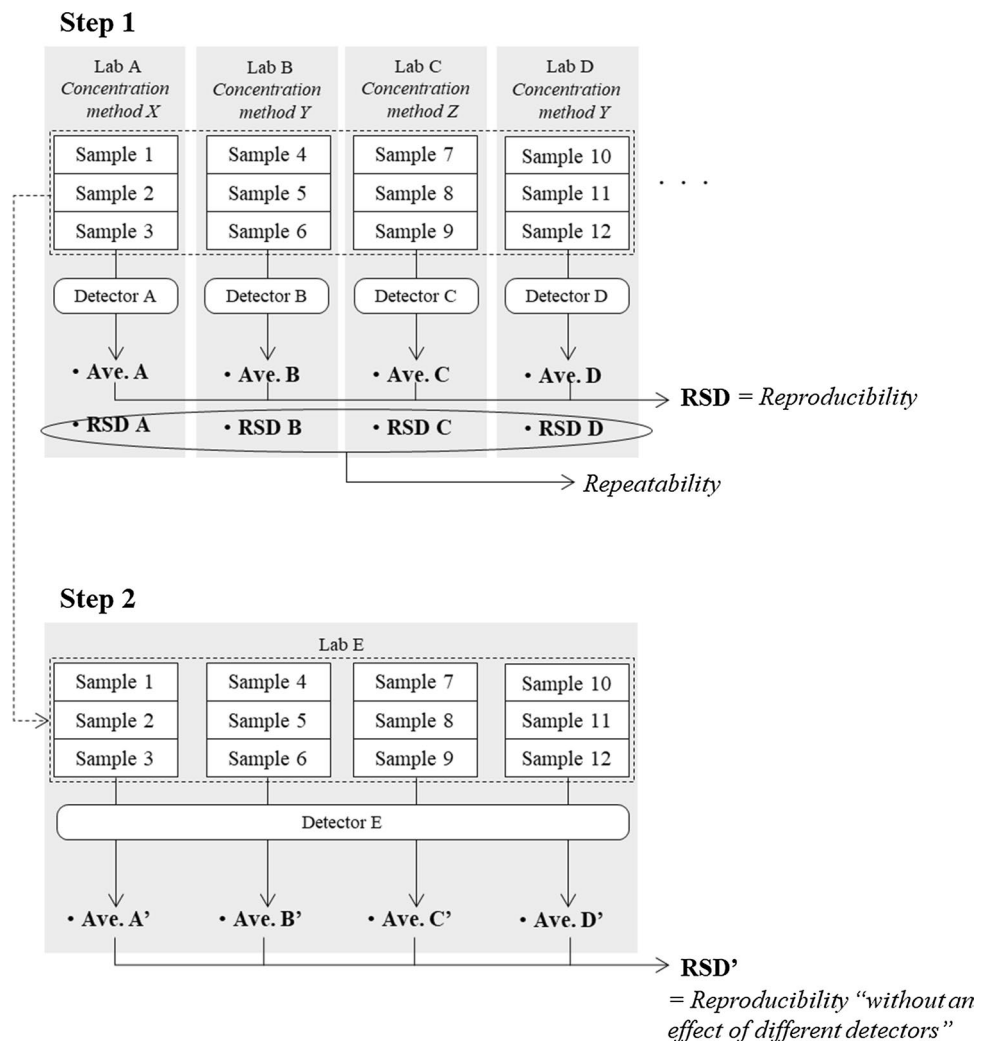 Step 1
Lab A
Concentration
method X
Lab B
Concentration
method Y
Lab C
Concentration
method Z
Lab D
Concentration
method Y
Sample 1
Sample 2
Sample 3
Sample 4
Sample 5
Sample 6
Sample 7
Sample 8
Sample 9
Sample 10
Sample 11
Sample 12
· · ·
Detector A
Detector B
Detector C
Detector D
• Ave. A
• Ave. B
• Ave. C
• Ave. D
RSD = Reproducibility
• RSD A
• RSD B
• RSD C
• RSD D
Repeatability
Step 2
Lab E
Sample 1
Sample 2
Sample 3
Sample 4
Sample 5
Sample 6
Sample 7
Sample 8
Sample 9
Sample 10
Sample 11
Sample 12
Detector E
• Ave. A’
• Ave. B’
• Ave. C’
• Ave. D’
RSD’
= Reproducibility “without an
effect of different detectors”